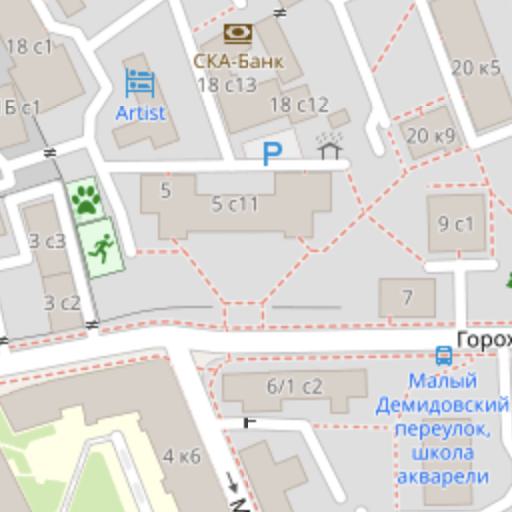 18 с1
СКА-Банк
18 с13
20 к5
18 с12
Artist
P
20 к9
5
5 с11
9 с1
3 с3
3 с2
7
Горох
6/1 с2
Малый
Демидовский
переулок,
школа
акварели
4 к6